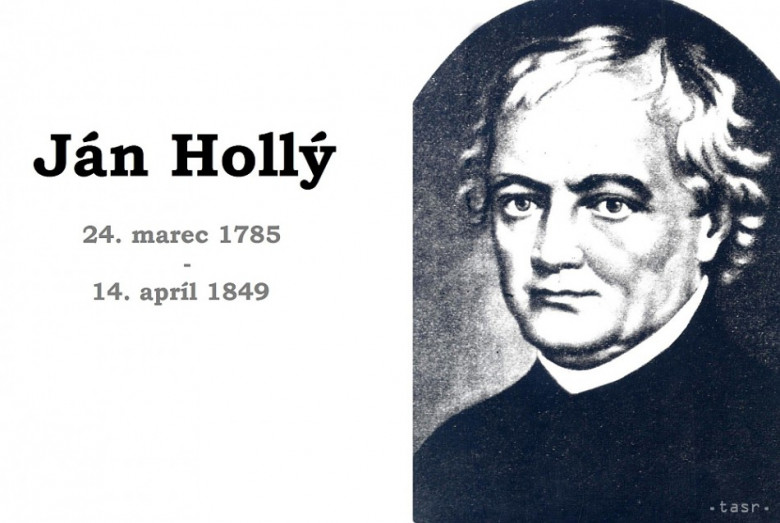 Ján Hollý
24. marec 1785
-
14. apríl 1849
•tasr•